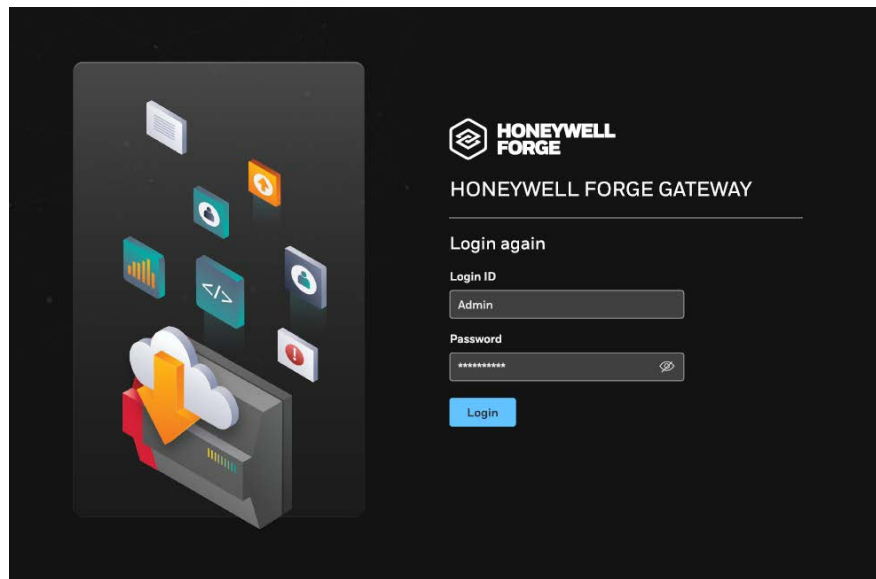 HONEYWELL
FORGE
HONEYWELL FORGE GATEWAY
Login again
Login ID
Admin
Password
**********
Login
</>
!